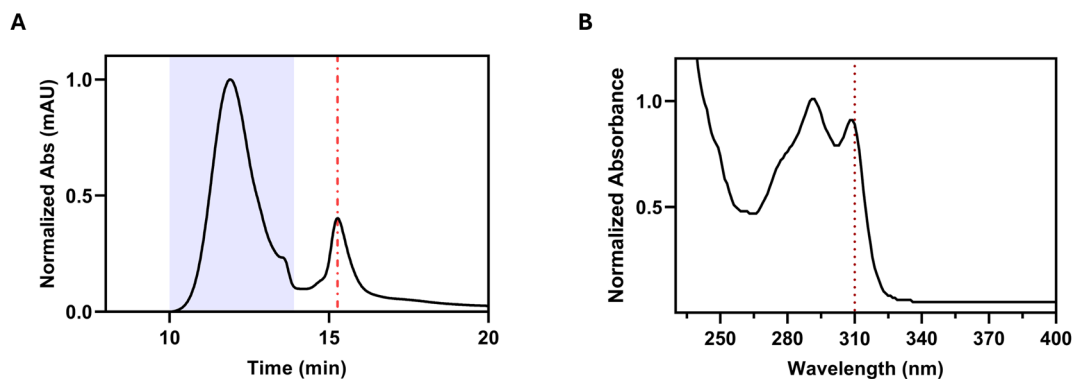 A
Normalized Abs (mAU)
1.0
0.5
0.0
10
15
20
Time (min)
B
Normalized Absorbance
1.0
0.5
250
280
310
340
370
400
Wavelength (nm)